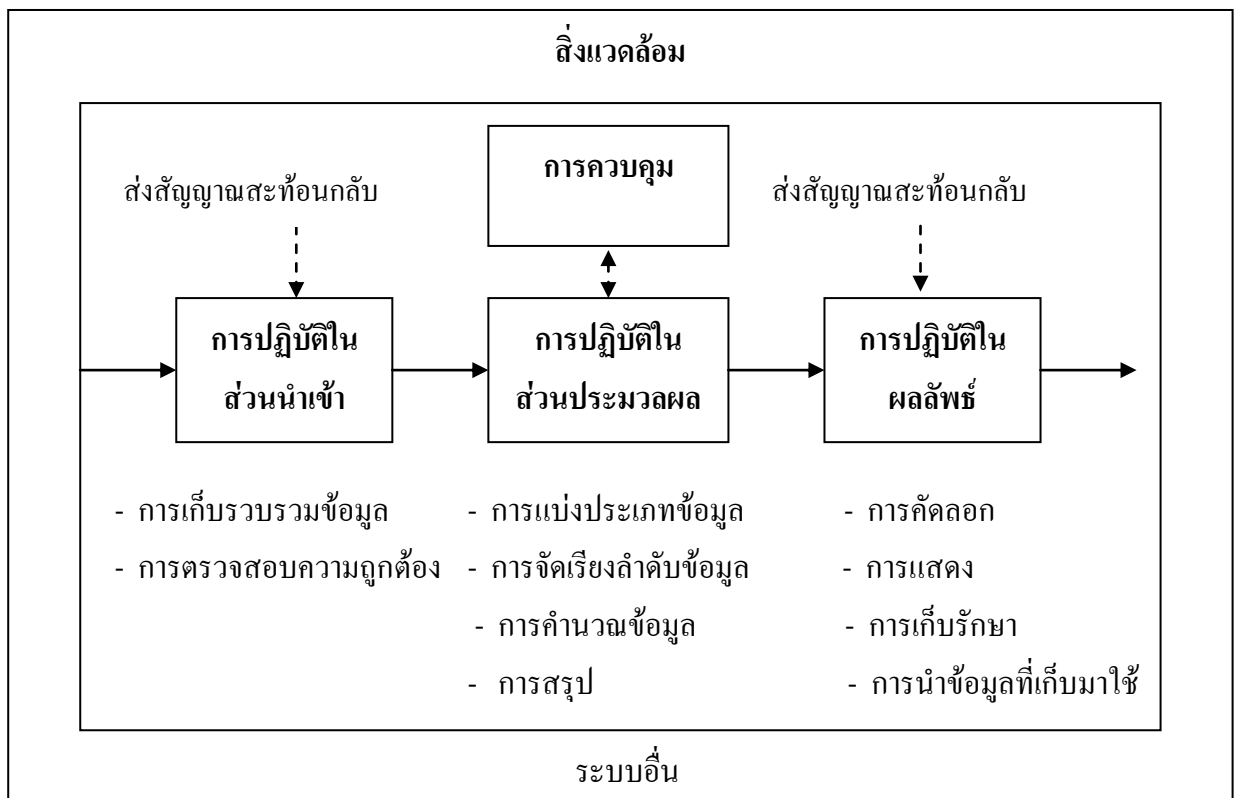 สิ่งแวดล้อม
การควบคุม
ส่งสัญญาณสะท้อนกลับ
ส่งสัญญาณสะท้อนกลับ
การปฏิบัติใน
ส่วนนำเข้า
การปฏิบัติใน
ส่วนประมวลผล
การปฏิบัติใน
ผลลัพธ์
- การเก็บรวบรวมข้อมูล
- การตรวจสอบความถูกต้อง
- การแบ่งประเภทข้อมูล
- การจัดเรียงลำดับข้อมูล
- การคำนวณข้อมูล
- การสรุป
- การคัดลอก
- การแสดง
- การเก็บรักษา
- การนำข้อมูลที่เก็บมาใช้
ระบบอื่น